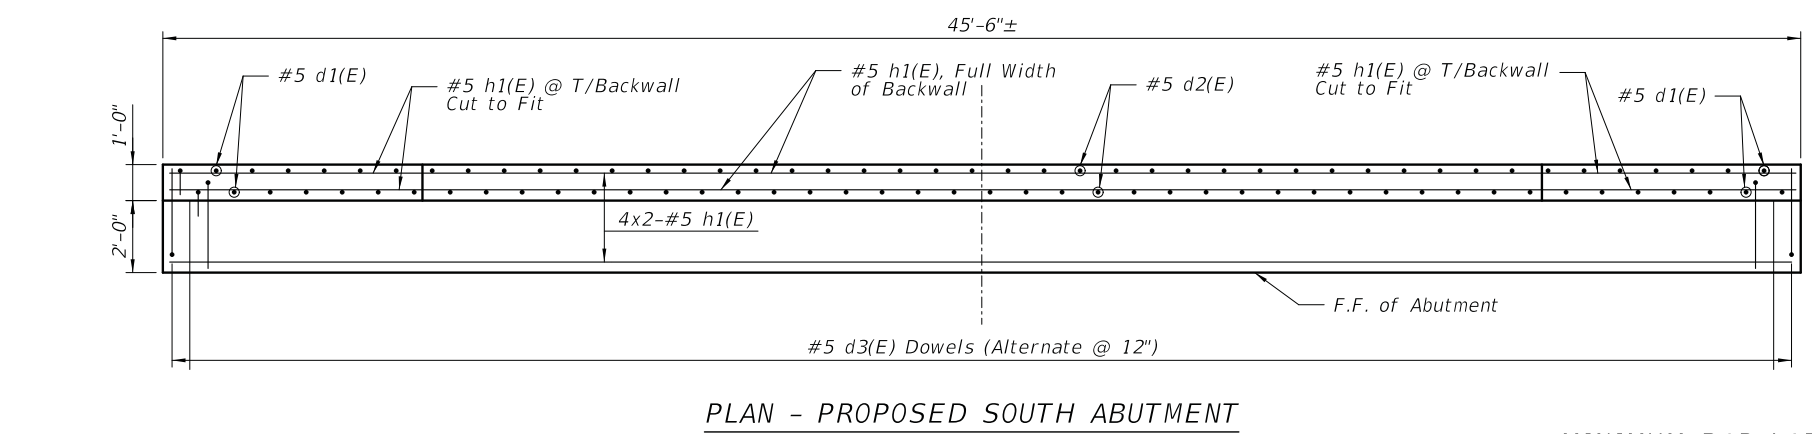 45'-6"±
#5 d1(E)
#5 h1(E) @ T/Backwall
Cut to Fit
#5 h1(E), Full Width
of Backwall
#5 d2(E)
#5 h1(E) @ T/Backwall
Cut to Fit
#5 d1(E)
1'-0"
2'-0"
4x2-#5 h1(E)
F.F. of Abutment
#5 d3(E) Dowels (Alternate @ 12")
PLAN - PROPOSED SOUTH ABUTMENT